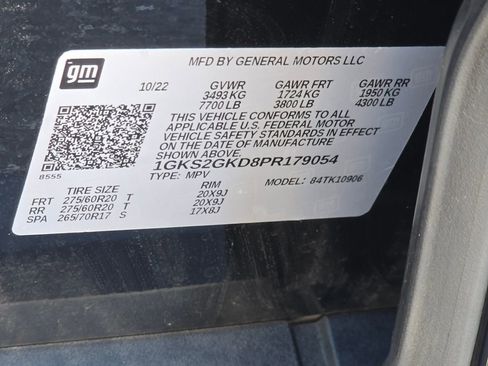 gm
MFD BY GENERAL MOTORS LLC
10/22 GVWR GAWR FRT GAWR RR
3493 KG 1724 KG 1950 KG
7700 LB 3800 LB 4300 LB
THIS VEHICLE CONFORMS TO ALL
APPLICABLE U.S. FEDERAL MOTOR
VEHICLE SAFETY STANDARDS IN EFFECT
ON THE DATE OF MANUFACTURE
SHOWN ABOVE.
1GKS2GKD8PR179054
8555
TYPE: MPV MODEL: 84TK10906
TIRE SIZE RIM
FRT 275/60R20 T 20X9J
RR 275/60R20 T 20X9J
SPA 265/70R17 S 17X8J